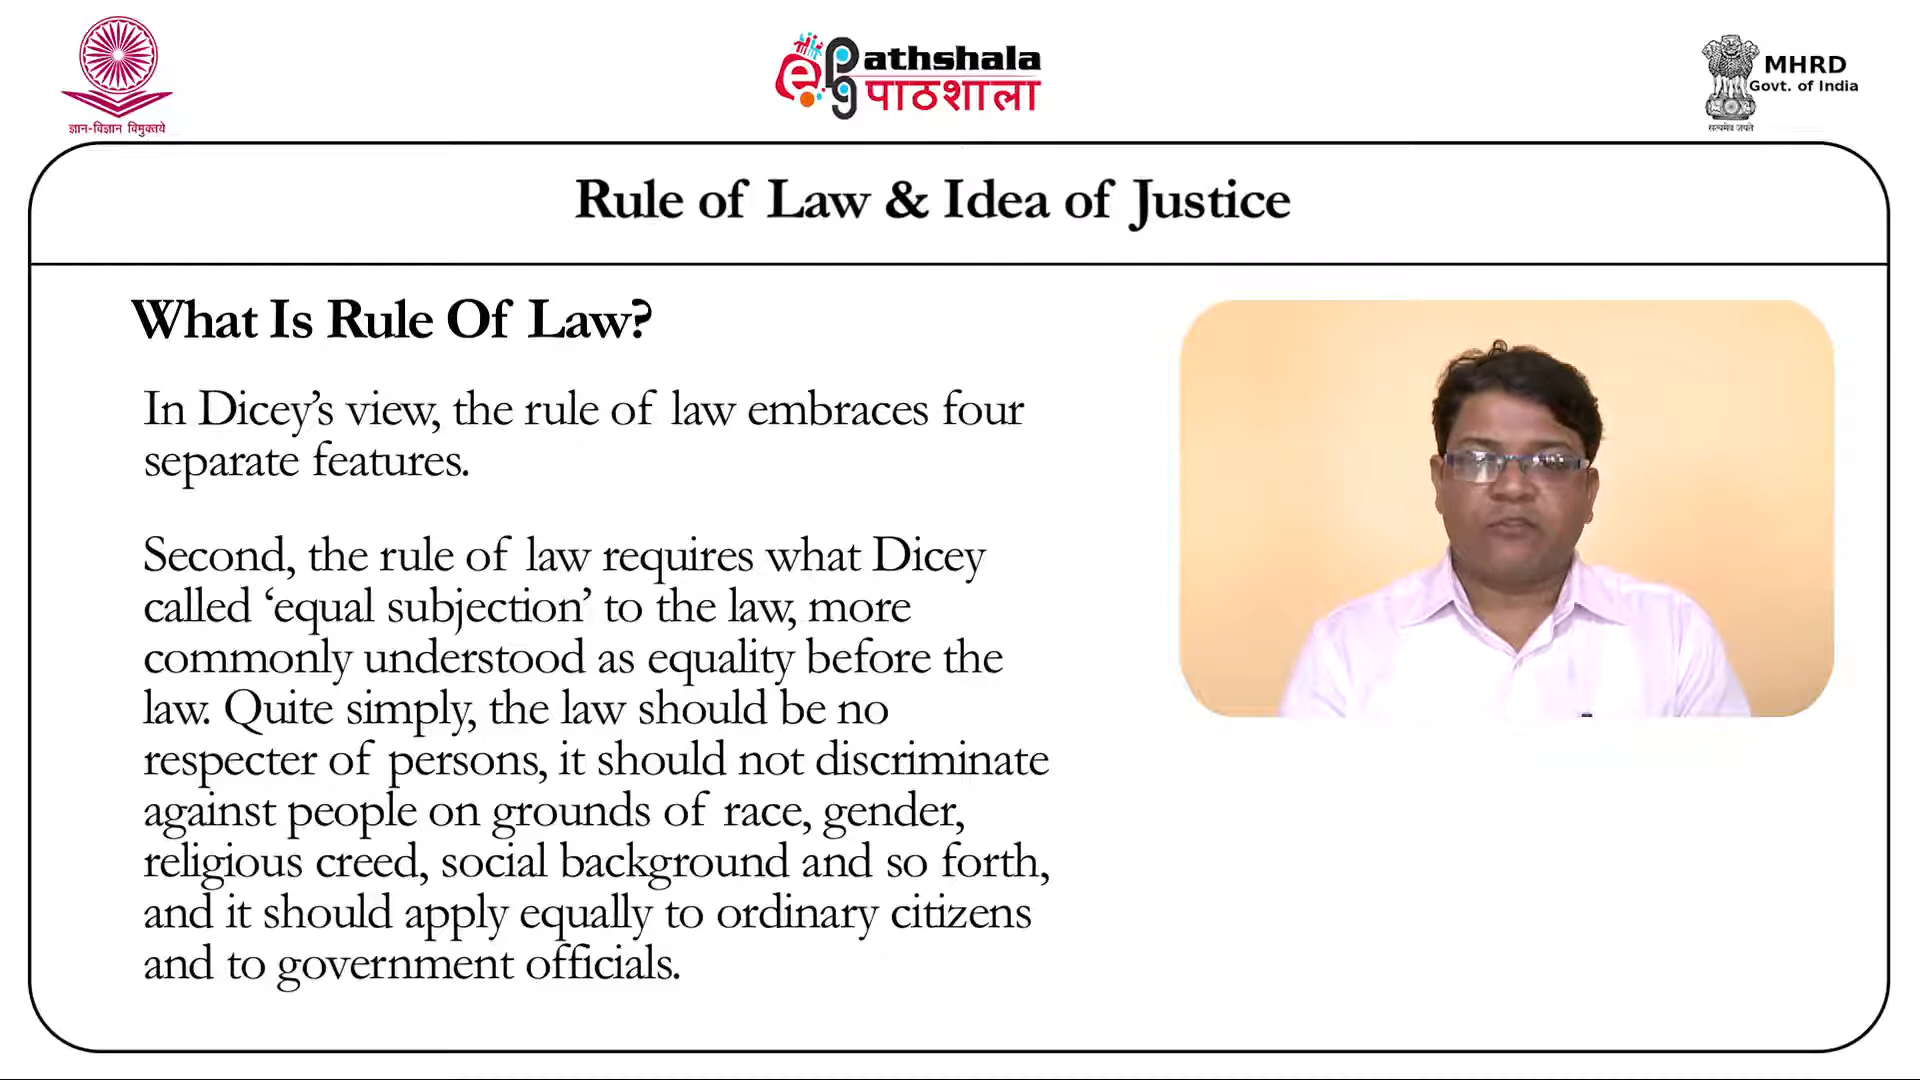 ज्ञान-विज्ञान विमुक्तये
ePathshala
पाठशाला
MHRD
Govt. of India
सत्यमेव जयते
Rule of Law & Idea of Justice
What Is Rule Of Law?
In Dicey’s view, the rule of law embraces four
separate features.
Second, the rule of law requires what Dicey
called ‘equal subjection’ to the law, more
commonly understood as equality before the
law. Quite simply, the law should be no
respecter of persons, it should not discriminate
against people on grounds of race, gender,
religious creed, social background and so forth,
and it should apply equally to ordinary citizens
and to government officials.